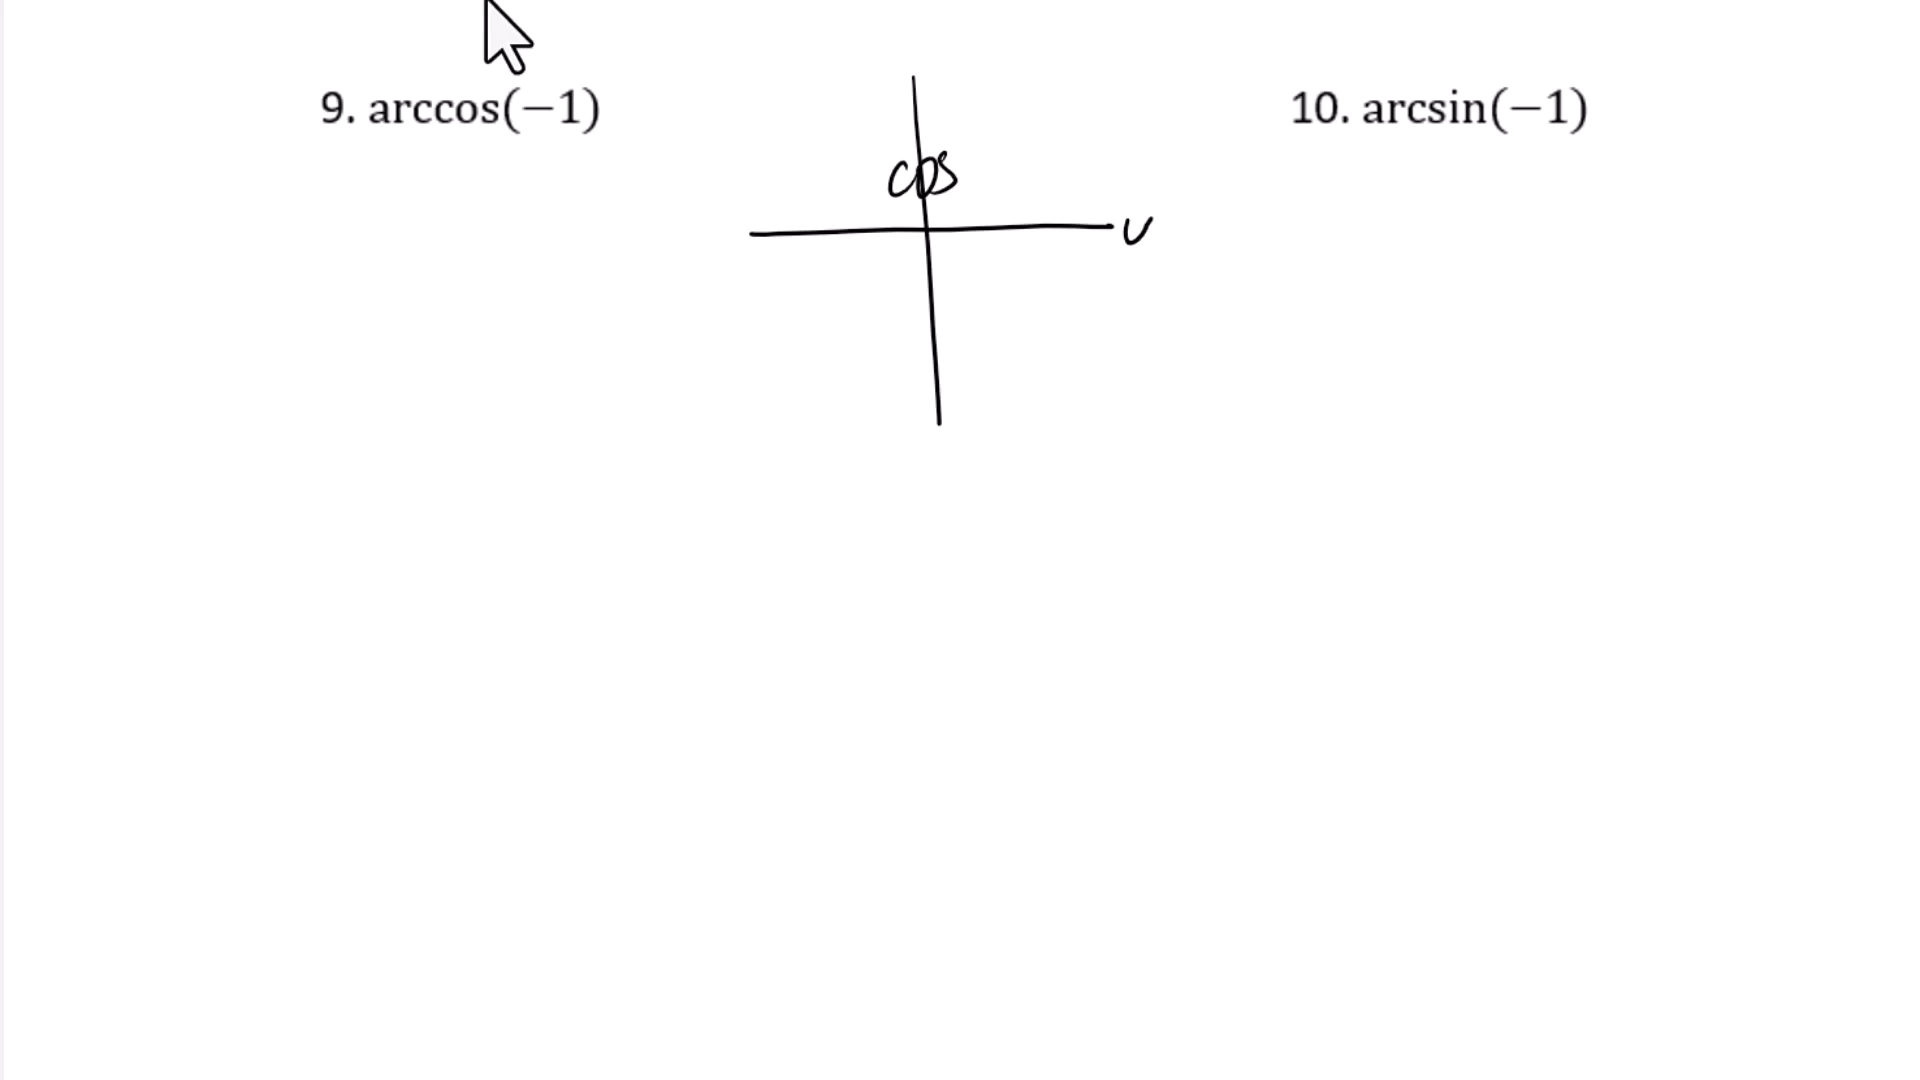 9. arccos(−1)
10. arcsin(−1)
cos